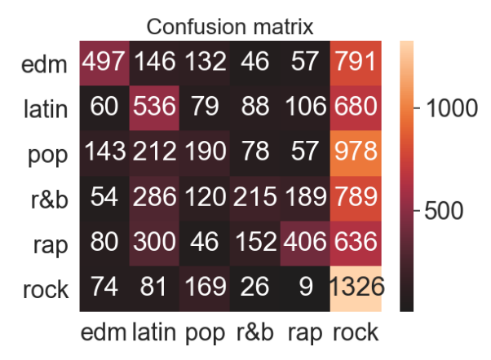 Confusion matrix
edm 497 146 132 46 57 791
latin 60 536 79 88 106 680 1000
pop 143 212 190 78 57 978
r&b 54 286 120 215 189 789 500
rap 80 300 46 152 406 636
rock 74 81 169 26 9 1326
edm latin pop r&b rap rock